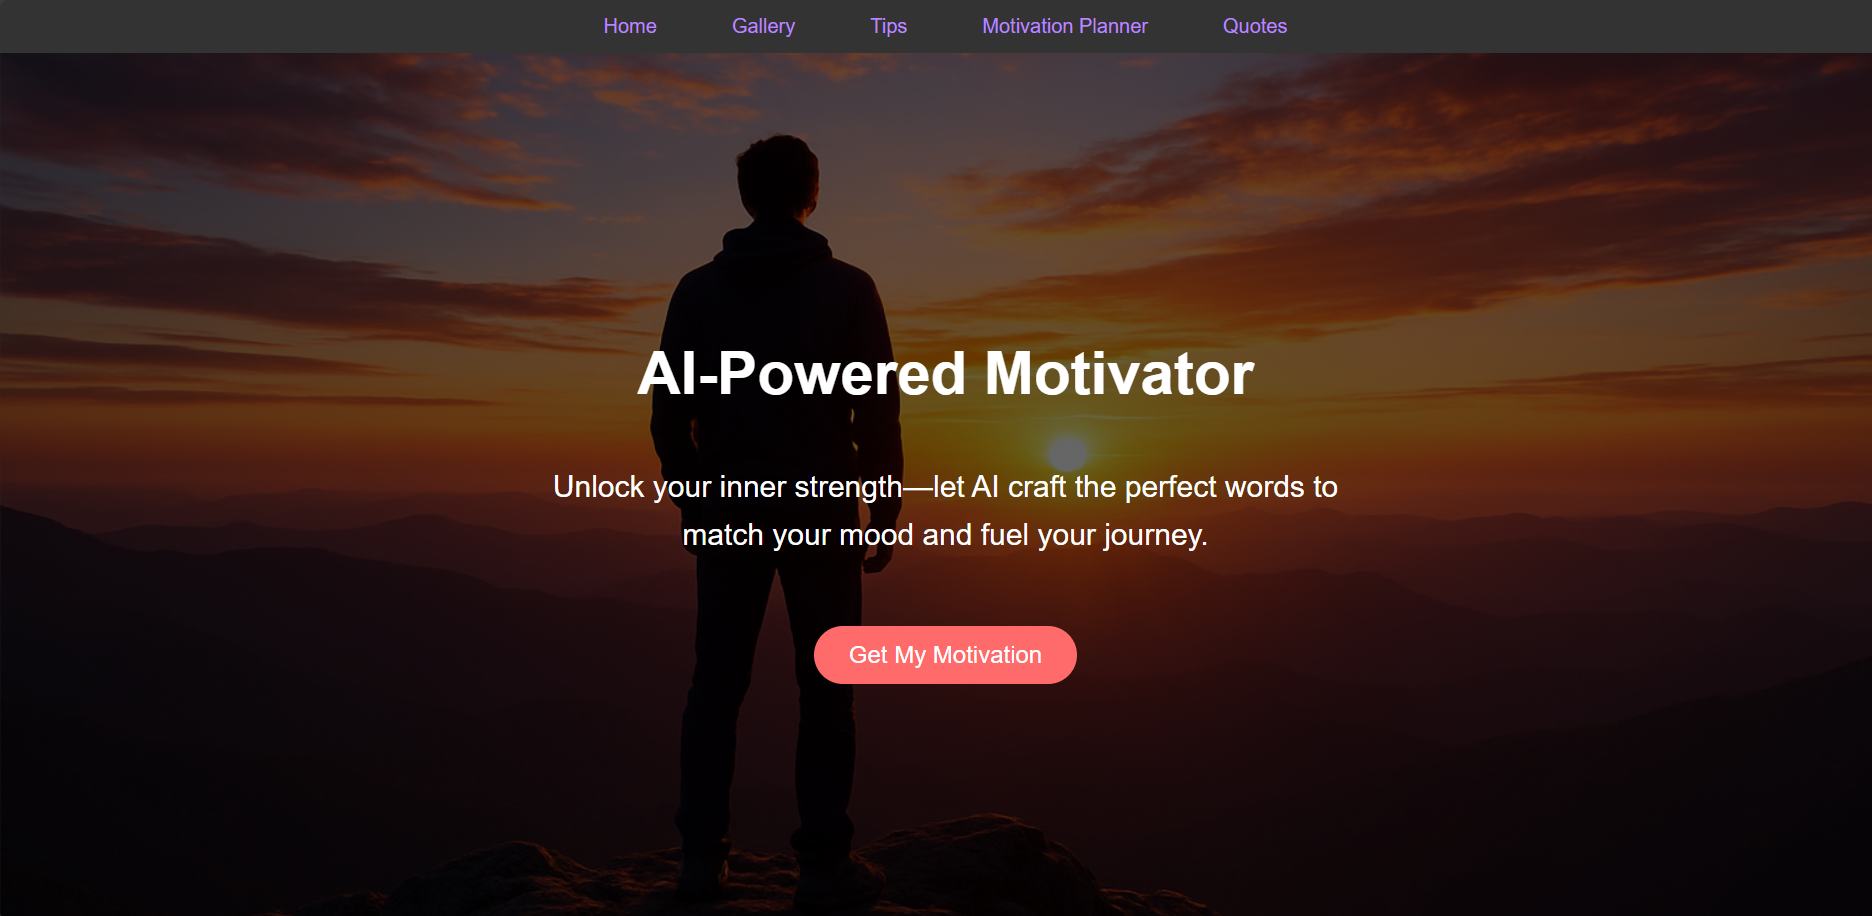 Home Gallery Tips Motivation Planner Quotes
AI-Powered Motivator
Unlock your inner strength—let AI craft the perfect words to
match your mood and fuel your journey.
Get My Motivation